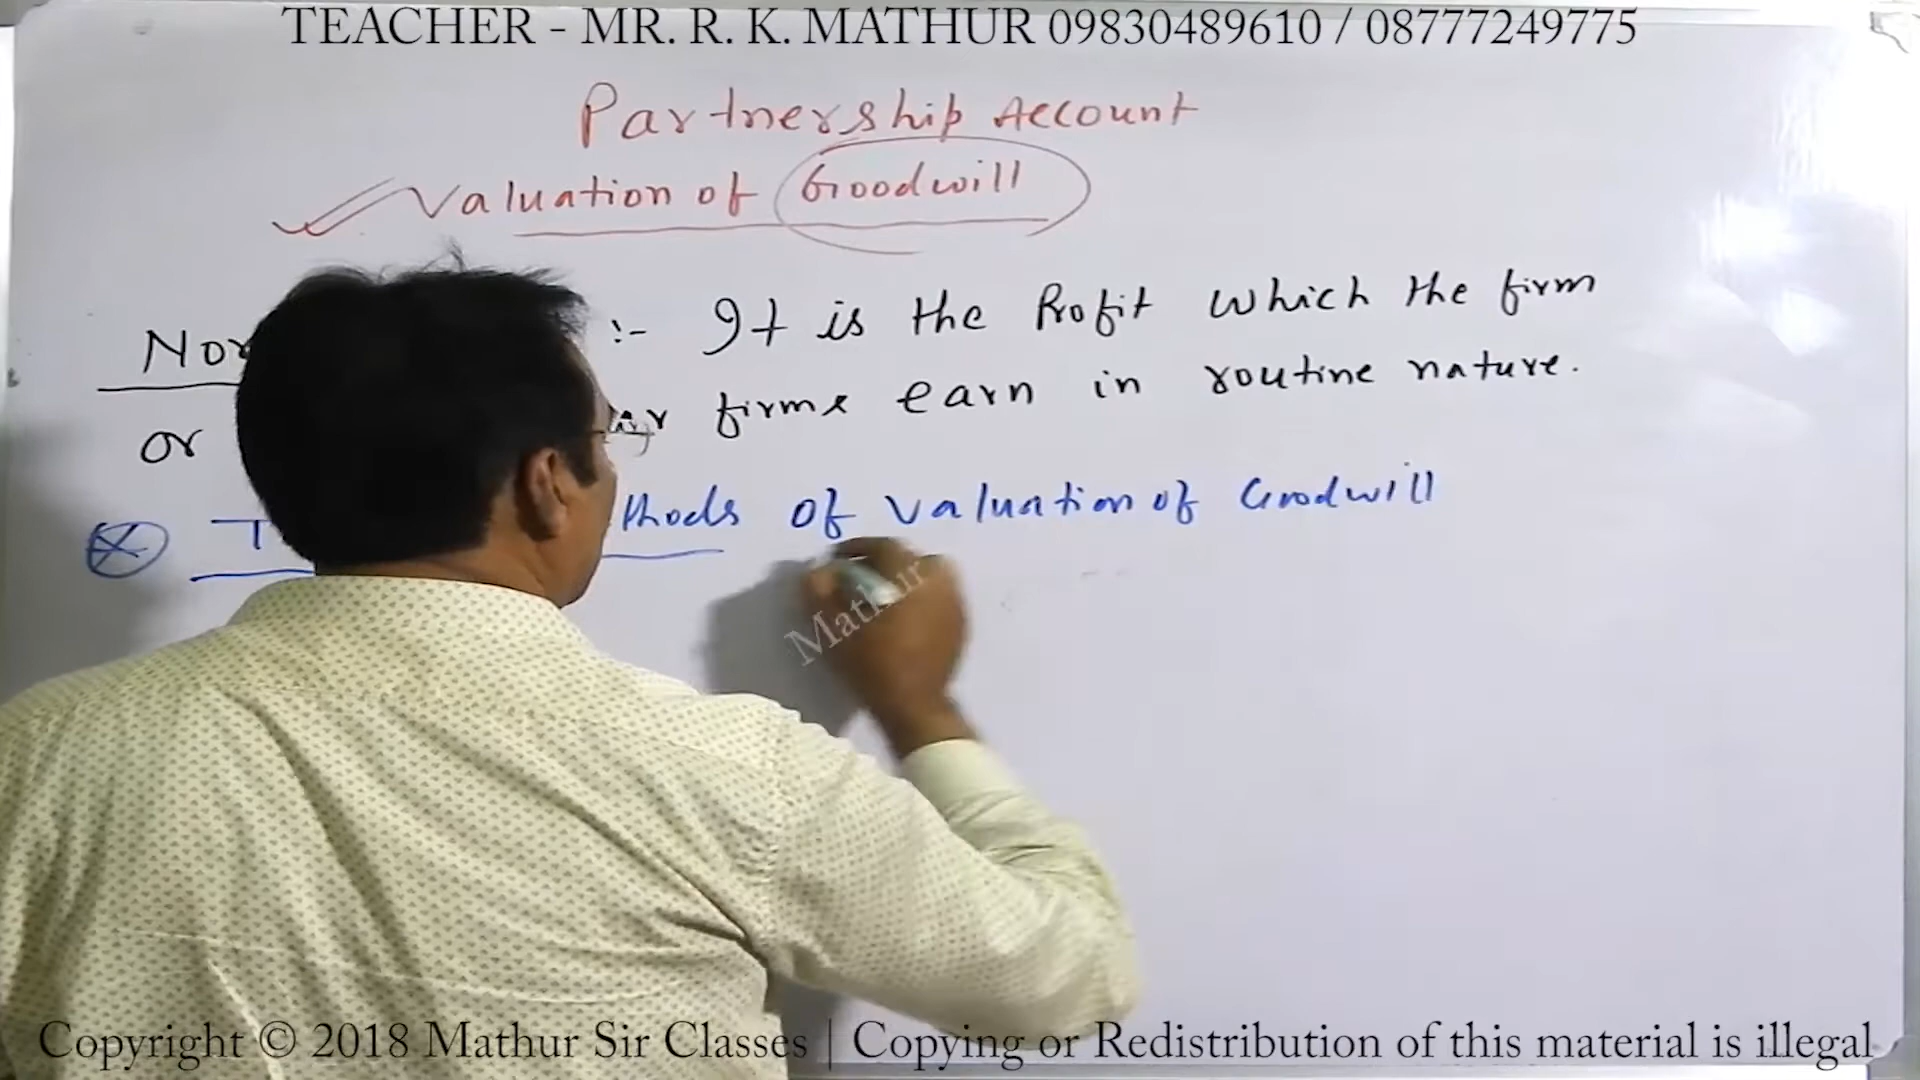 TEACHER - MR. R. K. MATHUR 09830489610 / 08777249775
Partnership Account
Valuation of Goodwill
:- It is the Profit which the firm
or firms earn in routine nature.
of valuation of Goodwill
Mathur
Copyright © 2018 Mathur Sir Classes | Copying or Redistribution of this material is illegal